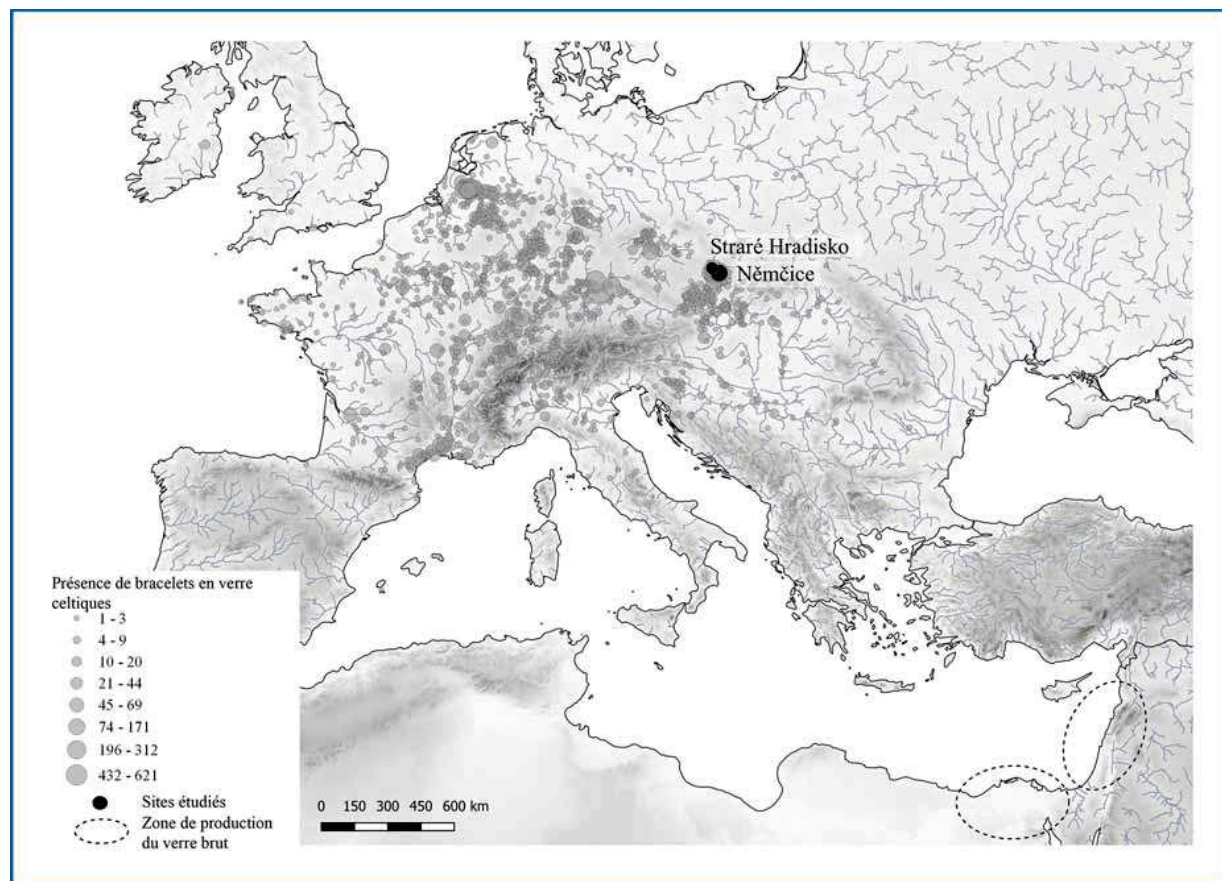 Straré Hradisko
Němčice
Présence de bracelets en verre
celtiques
1 - 3
4 - 9
10 - 20
21 - 44
45 - 69
74 - 171
196 - 312
432 - 621
Sites étudiés
Zone de production
du verre brut
0 150 300 450 600 km